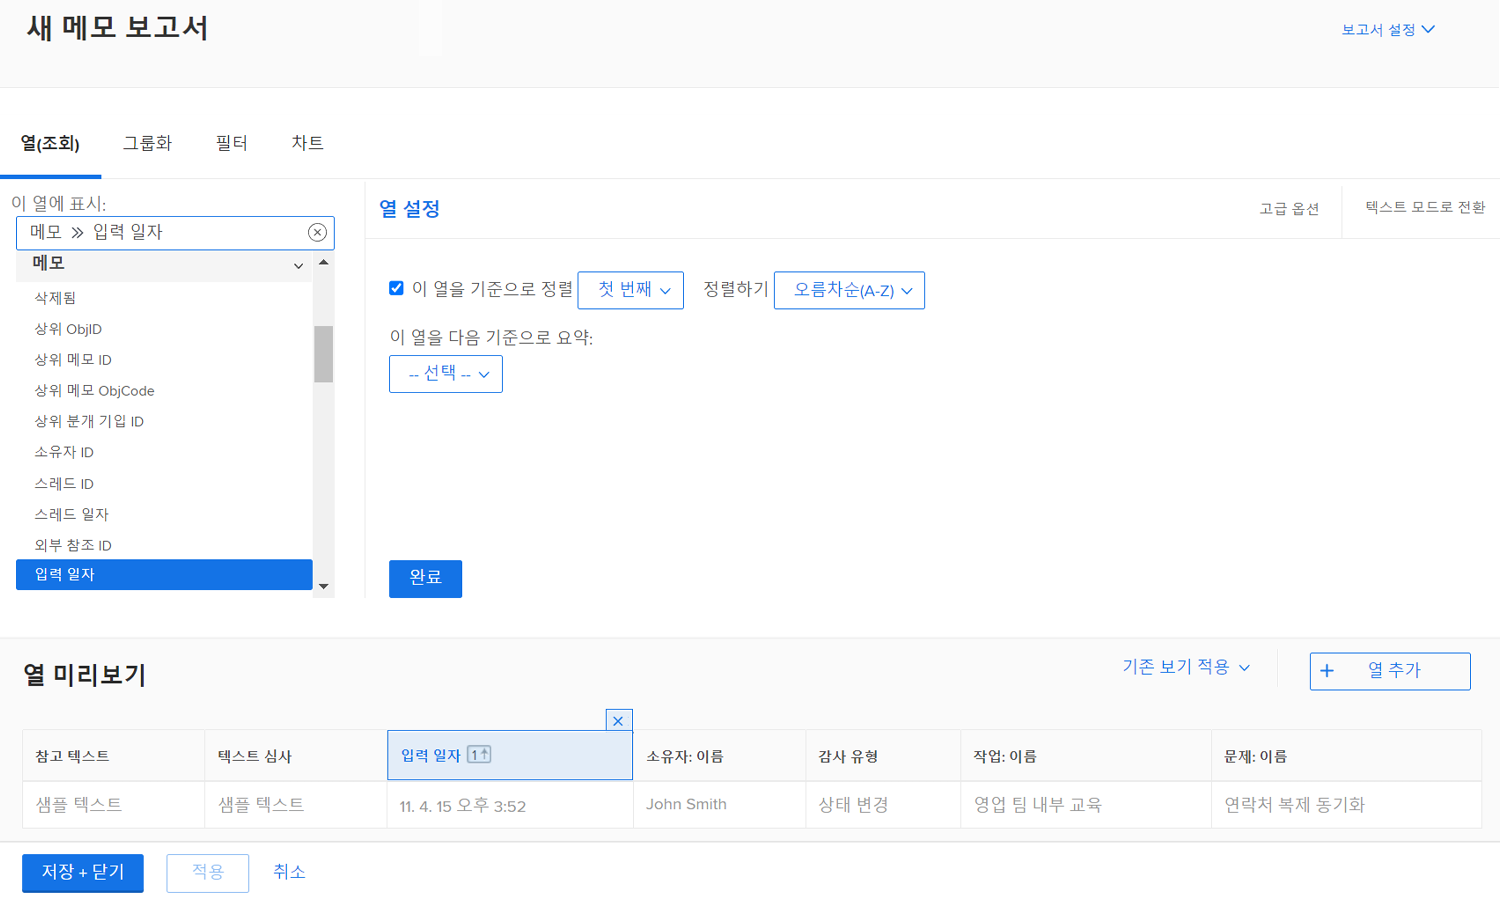 새 메모 보고서
보고서 설정
열(조회) 그룹화 필터 차트
이 열에 표시:
메모 » 입력 일자
메모
삭제됨
상위 ObjID
상위 메모 ID
상위 메모 ObjCode
상위 분개 기입 ID
소유자 ID
스레드 ID
스레드 일자
외부 참조 ID
입력 일자
열 설정
고급 옵션 텍스트 모드로 전환
이 열을 기준으로 정렬 첫 번째 정렬하기 오름차순(A-Z)
이 열을 다음 기준으로 요약:
-- 선택 --
완료
열 미리보기
기존 보기 적용 + 열 추가
참고 텍스트 텍스트 심사 입력 일자 1↑ 소유자: 이름 감사 유형 작업: 이름 문제: 이름
샘플 텍스트 샘플 텍스트 11. 4. 15 오후 3:52 John Smith 상태 변경 영업 팀 내부 교육 연락처 복제 동기화
저장 + 닫기 적용 취소